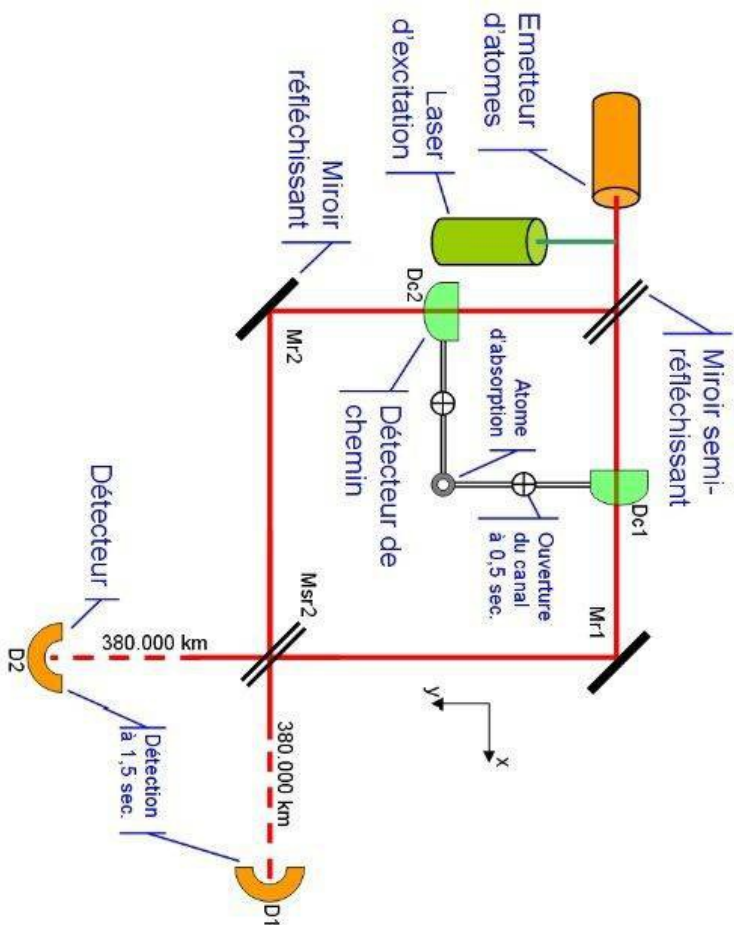 Emetteur
d'atomes
Laser
d'excitation
Miroir
réfléchissant
Miroir semi-
réfléchissant
Dc2
Mr2
Atome
d'absorption
Détecteur de
chemin
Dc1
Ouverture
du canal
à 0,5 sec.
Mr1
Msr2
y
x
Détecteur
380.000 km
D2
Détection
à 1,5 sec.
380.000 km
D1